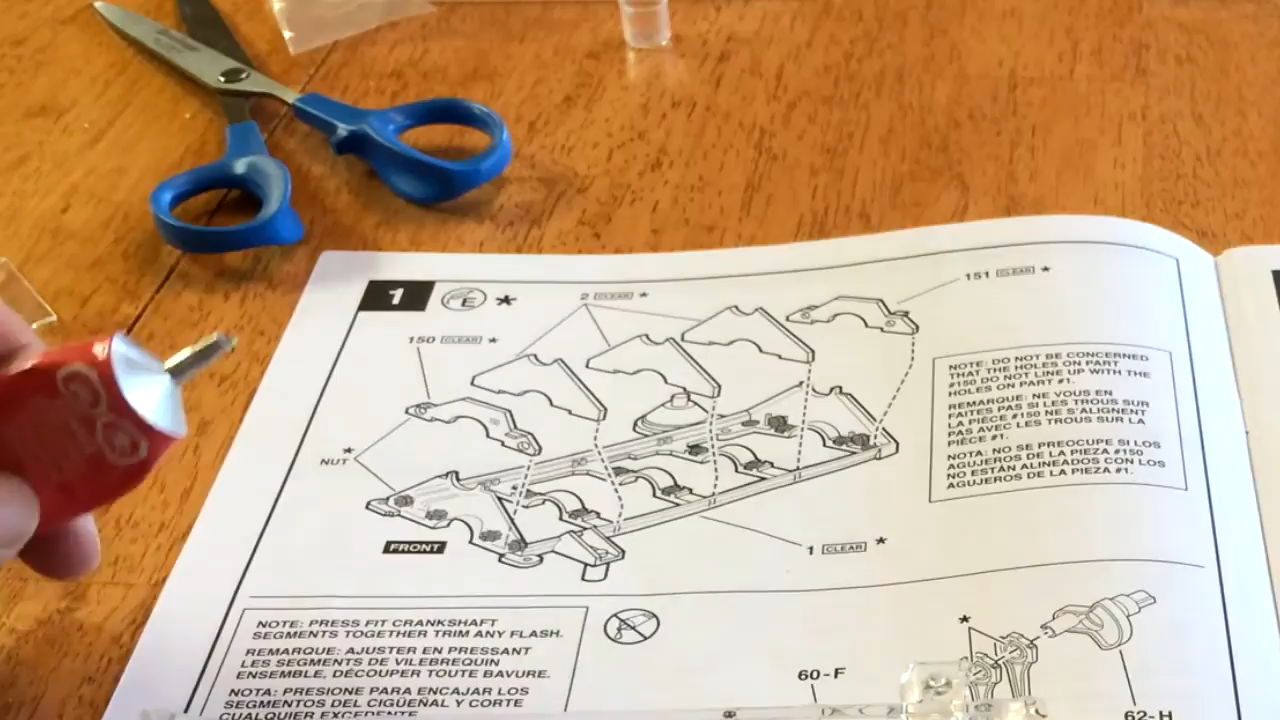 1 E *
2 CLEAR *
151 CLEAR *
150 CLEAR *
NOTE: DO NOT BE CONCERNED
THAT THE HOLES ON PART
#150 DO NOT LINE UP WITH THE
HOLES ON PART #1.
REMARQUE: NE VOUS EN
FAITES PAS SI LES TROUS SUR
LA PIÈCE #150 NE S'ALIGNENT
PAS AVEC LES TROUS SUR LA
PIÈCE #1.
NOTA: NO SE PREOCUPE SI LOS
AGUJEROS DE LA PIEZA #150
NO ESTÁN ALINEADOS CON LOS
AGUJEROS DE LA PIEZA #1.
*
NUT
FRONT
1 CLEAR *
NOTE: PRESS FIT CRANKSHAFT
SEGMENTS TOGETHER TRIM ANY FLASH.
REMARQUE: AJUSTER EN PRESSANT
LES SEGMENTS DE VILEBREQUIN
ENSEMBLE, DÉCOUPER TOUTE BAVURE.
NOTA: PRESIONE PARA ENCAJAR LOS
SEGMENTOS DEL CIGÜEÑAL Y CORTE
CUALQUIER EXCEDENTE
*
60-F
62-H